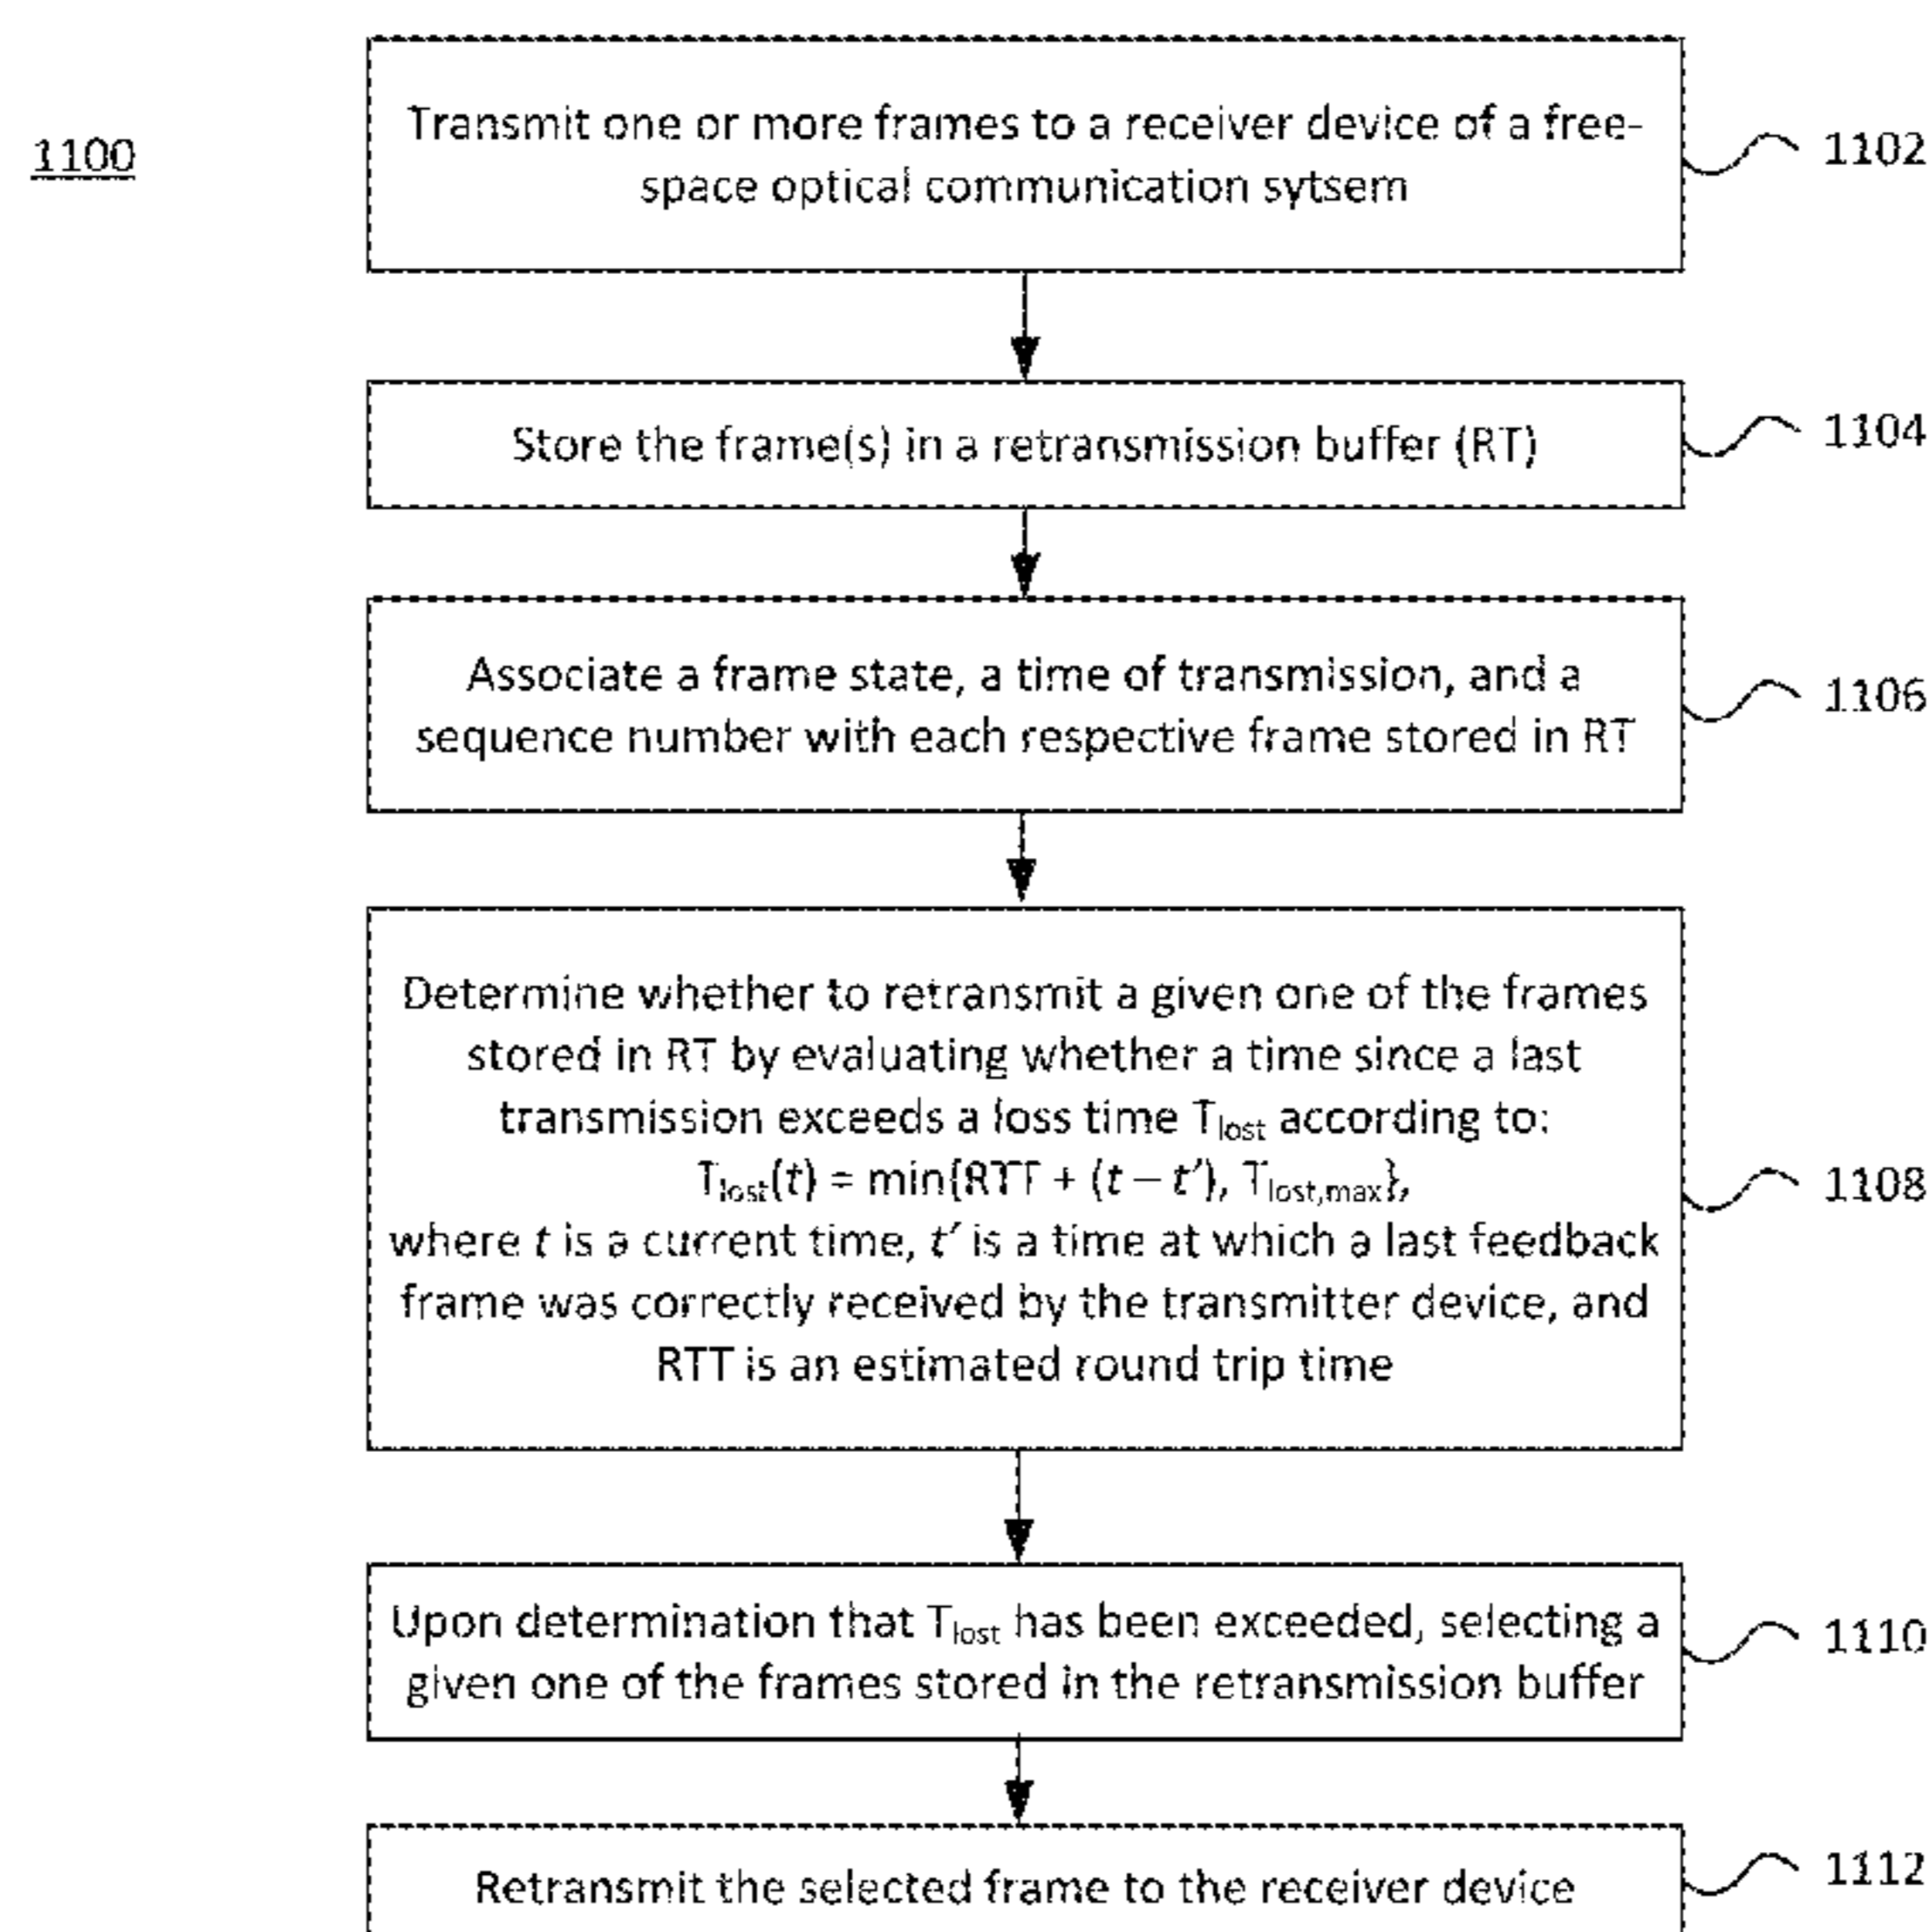 1100
Transmit one or more frames to a receiver device of a free-
space optical communication sytsem
1102
Store the frame(s) in a retransmission buffer (RT)
1104
Associate a frame state, a time of transmission, and a
sequence number with each respective frame stored in RT
1106
Determine whether to retransmit a given one of the frames
stored in RT by evaluating whether a time since a last
transmission exceeds a loss time Tlost according to:
Tlost(t) = min{RTT + (t – t′), Tlost,max},
where t is a current time, t′ is a time at which a last feedback
frame was correctly received by the transmitter device, and
RTT is an estimated round trip time
1108
Upon determination that Tlost has been exceeded, selecting a
given one of the frames stored in the retransmission buffer
1110
Retransmit the selected frame to the receiver device
1112